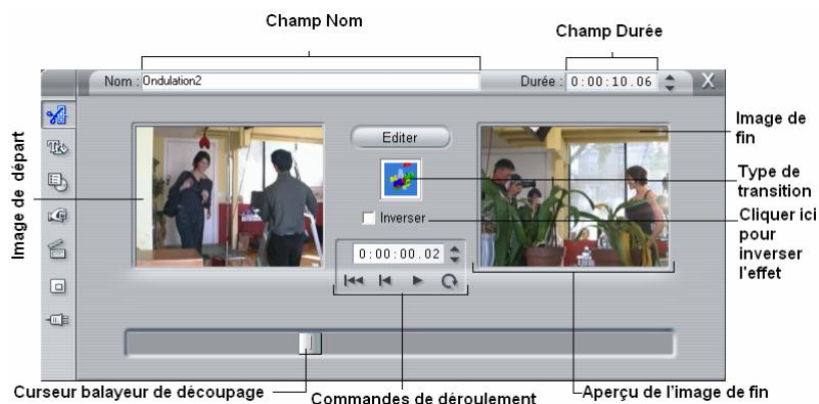 Champ Nom
Champ Durée
Nom : Ondulation2
Durée : 0:00:10.06
X
Image de départ
Editer
Inverser
0:00:00.02
Image de
fin
Type de
transition
Cliquer ici
pour
inverser
l'effet
Curseur balayeur de découpage
Commandes de déroulement
Aperçu de l'image de fin